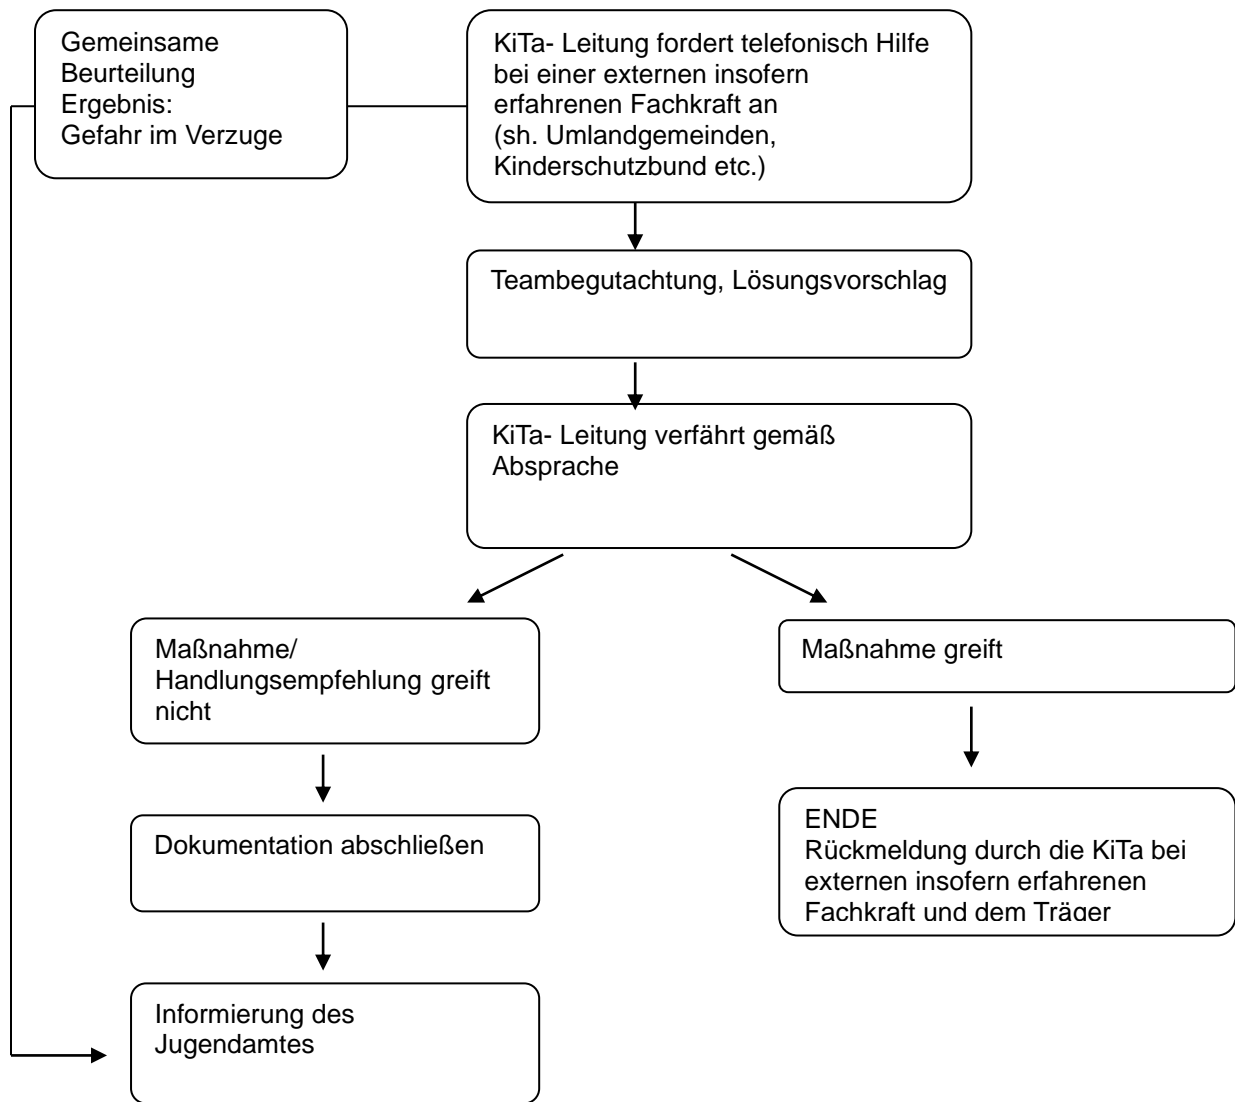 Gemeinsame
Beurteilung
Ergebnis:
Gefahr im Verzuge
KiTa- Leitung fordert telefonisch Hilfe
bei einer externen insofern
erfahrenen Fachkraft an
(sh. Umlandgemeinden,
Kinderschutzbund etc.)
Teambegutachtung, Lösungsvorschlag
KiTa- Leitung verfährt gemäß
Absprache
Maßnahme/
Handlungsempfehlung greift
nicht
Maßnahme greift
Dokumentation abschließen
ENDE
Rückmeldung durch die KiTa bei
externen insofern erfahrenen
Fachkraft und dem Träger
Informierung des
Jugendamtes